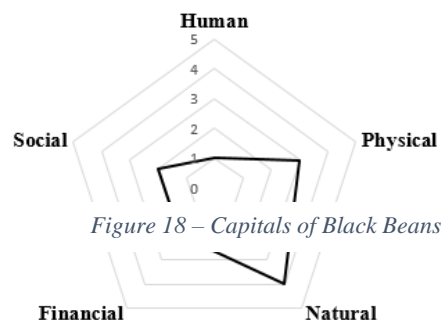 Human
5
4
3
Social
2
Physical
1
0
Figure 18 – Capitals of Black Beans
Financial
Natural